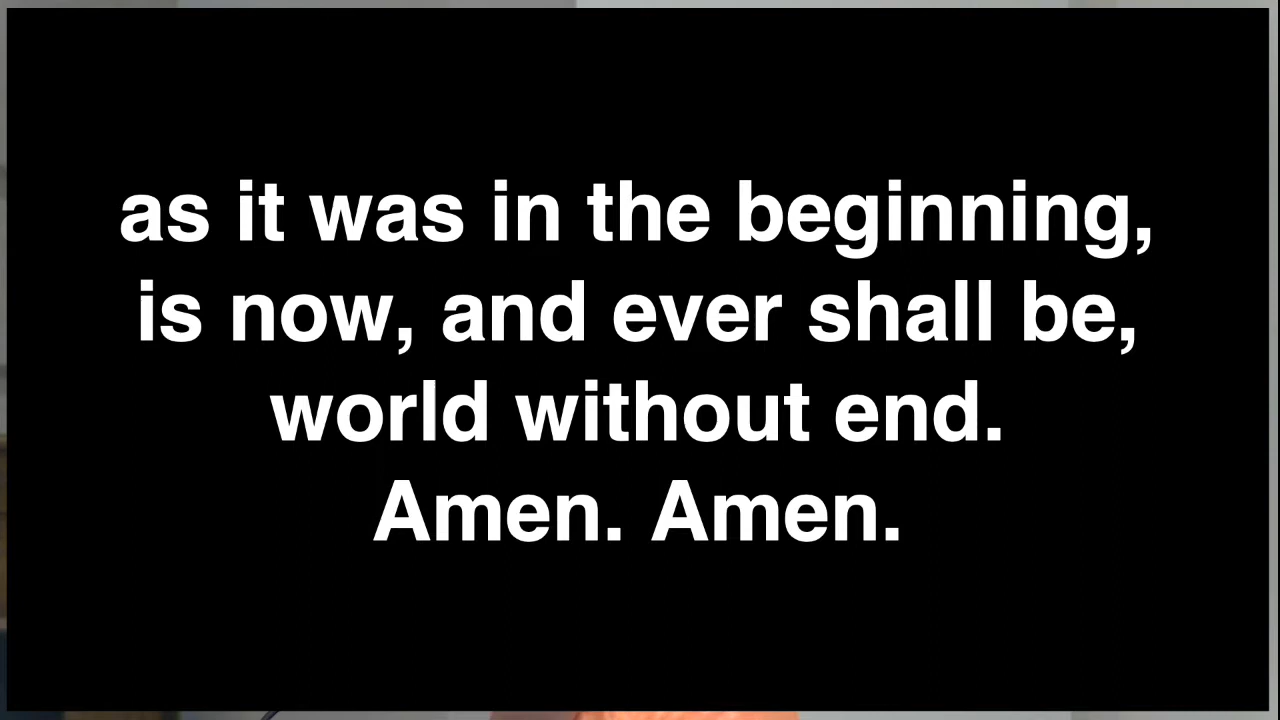 as it was in the beginning,
is now, and ever shall be,
world without end.
Amen. Amen.